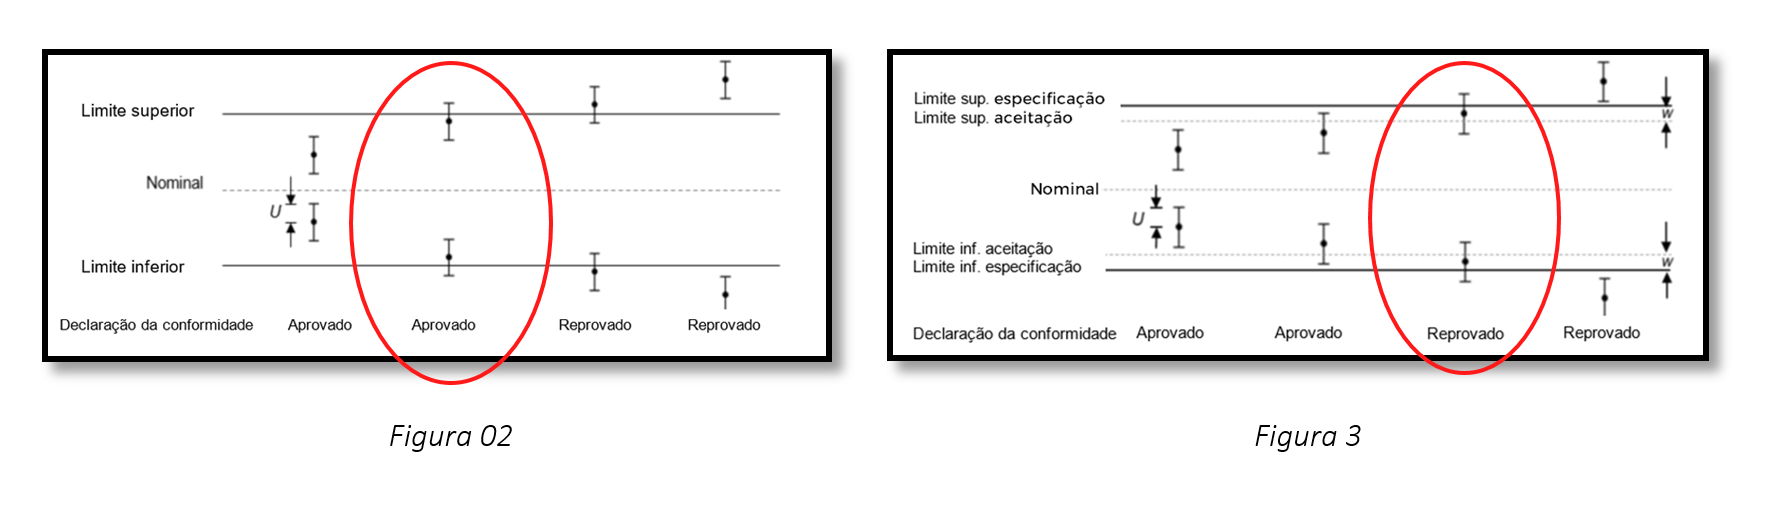 Limite superior
Nominal
U
Limite inferior
Declaração da conformidade Aprovado Aprovado Reprovado Reprovado
Figura 02
Limite sup. especificação
Limite sup. aceitação
w
Nominal
U
Limite inf. aceitação
Limite inf. especificação
w
Declaração da conformidade Aprovado Aprovado Reprovado Reprovado
Figura 3